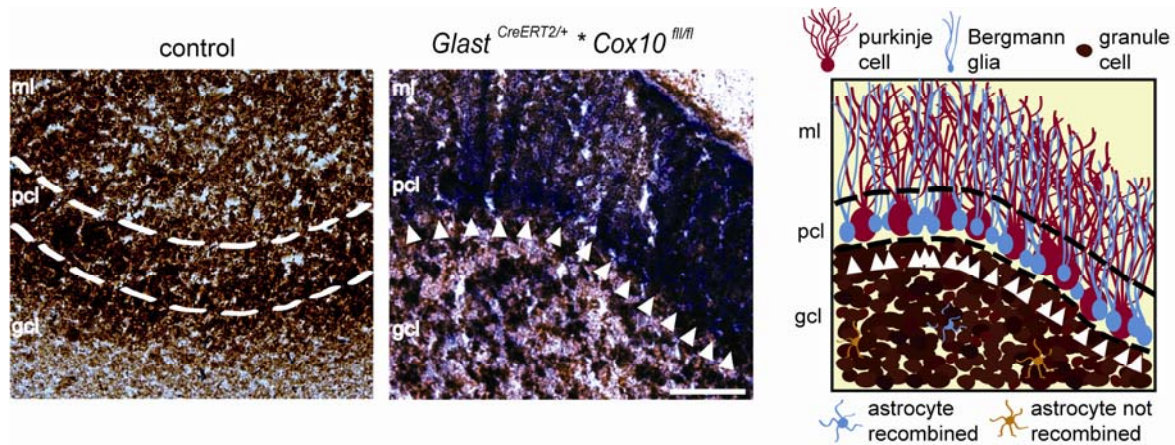 control
Glast CreERT2/+ * Cox10 fll/fl
ml
pcl
gcl
ml
pcl
gcl
purkinje
cell
Bergmann
glia
granule
cell
ml
pcl
gcl
astrocyte
recombined
astrocyte not
recombined